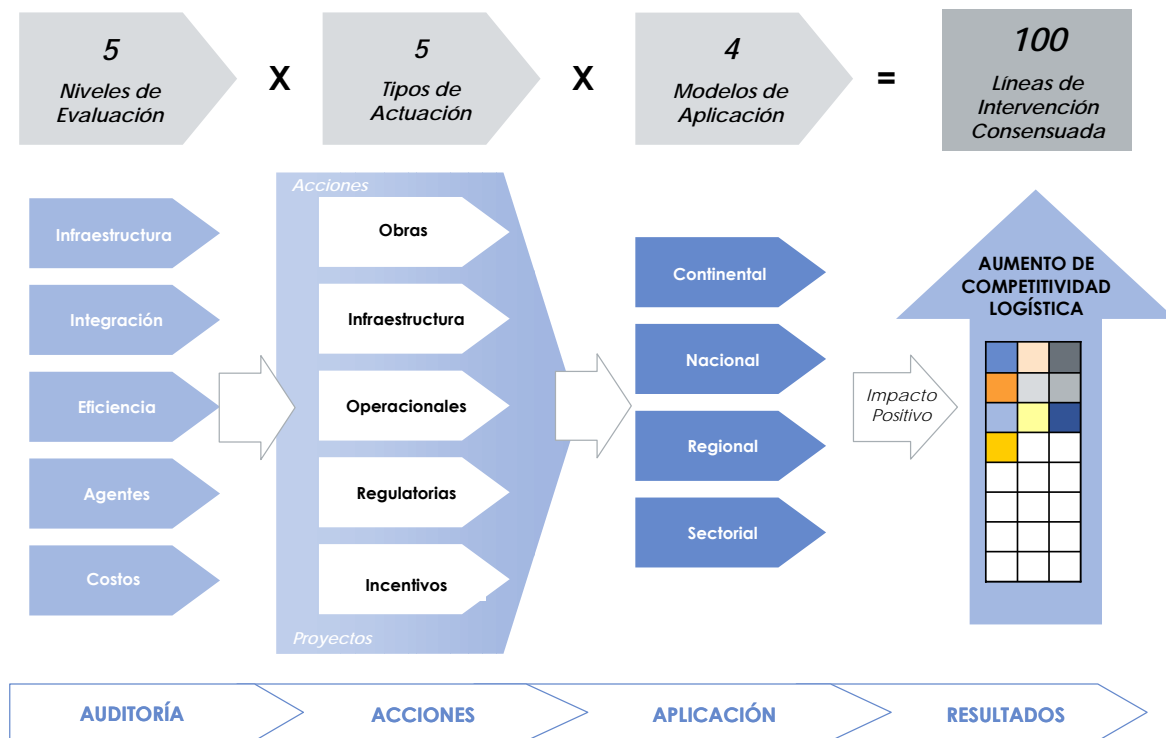 5
Niveles de
Evaluación
X
5
Tipos de
Actuación
X
4
Modelos de
Aplicación
=
100
Líneas de
Intervención
Consensuada
Infraestructura
Integración
Eficiencia
Agentes
Costos
Acciones
Obras
Infraestructura
Operacionales
Regulatorias
Incentivos
Proyectos
Continental
Nacional
Regional
Sectorial
Impacto
Positivo
AUMENTO DE
COMPETITIVIDAD
LOGÍSTICA
AUDITORÍA
ACCIONES
APLICACIÓN
RESULTADOS